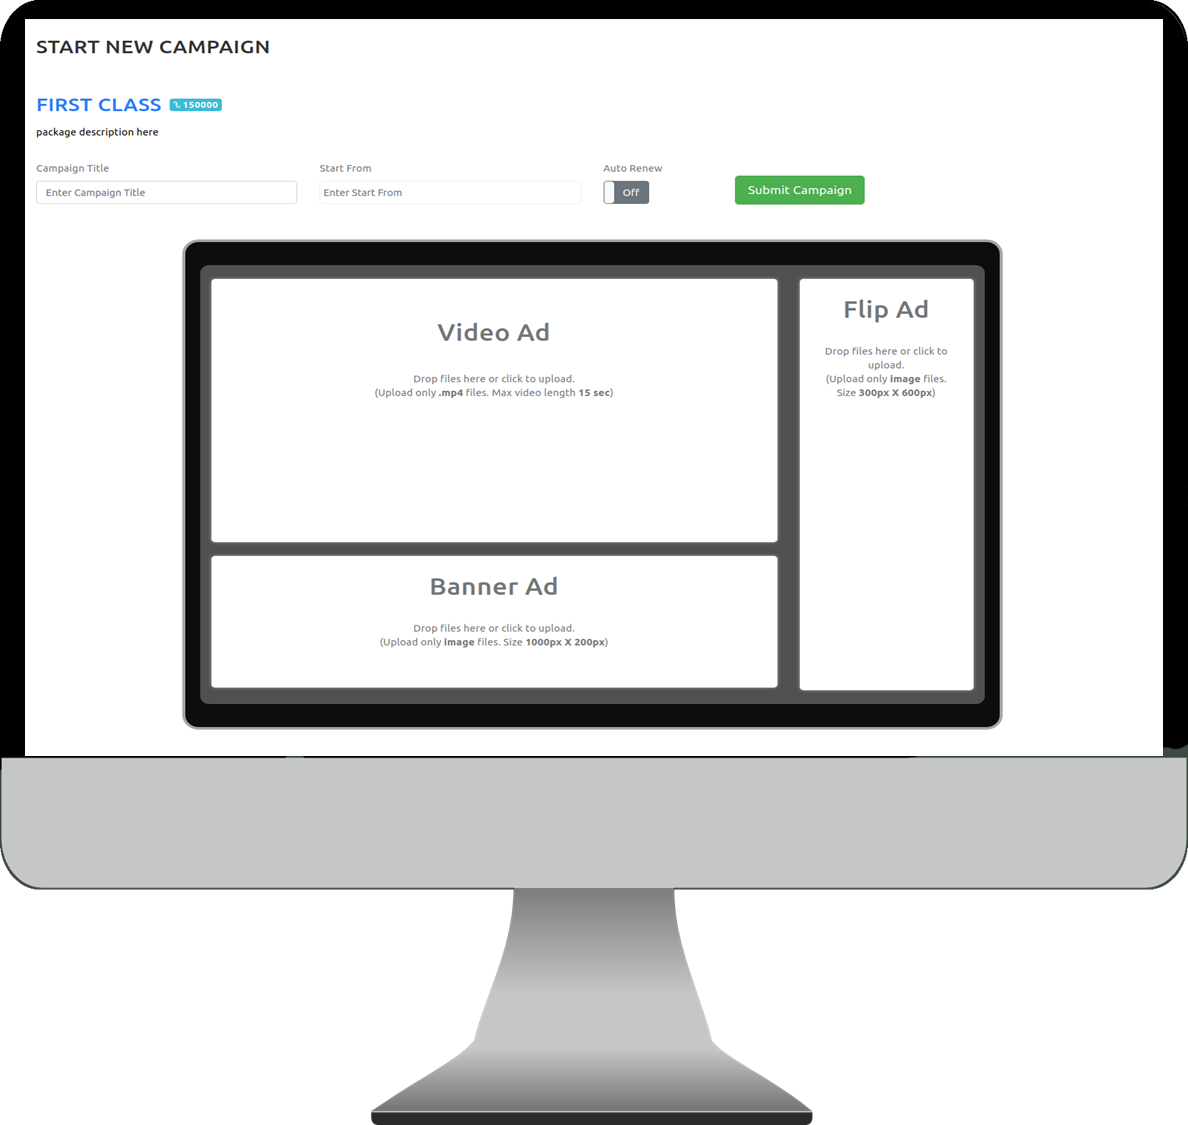 START NEW CAMPAIGN
FIRST CLASS 150000
package description here
Campaign Title
Start From
Auto Renew
Enter Campaign Title
Enter Start From
Off
Submit Campaign
Video Ad
Drop files here or click to upload.
(Upload only .mp4 files. Max video length 15 sec)
Flip Ad
Drop files here or click to
upload.
(Upload only image files.
Size 300px X 600px)
Banner Ad
Drop files here or click to upload.
(Upload only image files. Size 1000px X 200px)